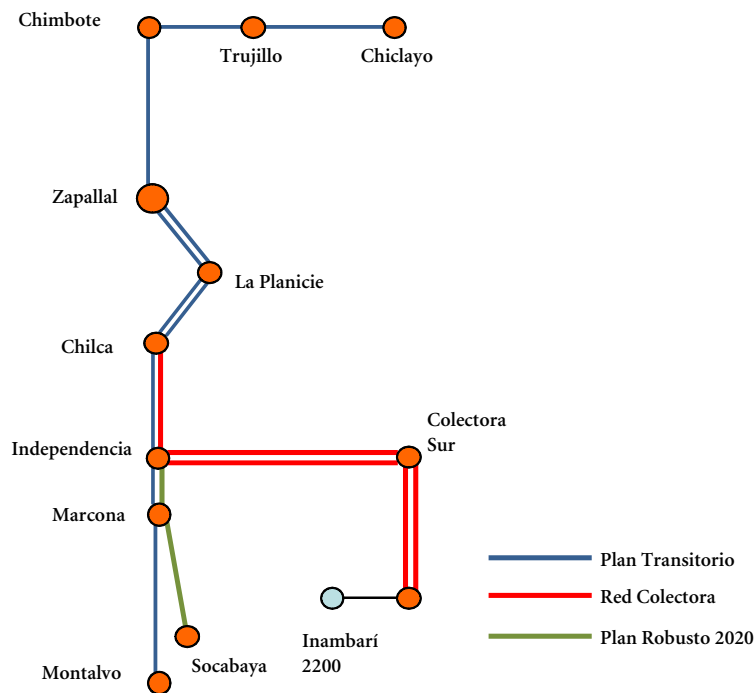 Chimbote
Trujillo
Chiclayo
Zapallal
La Planicie
Chilca
Colectora
Sur
Independencia
Marcona
Plan Transitorio
Red Colectora
Inambarí
2200
Plan Robusto 2020
Socabaya
Montalvo